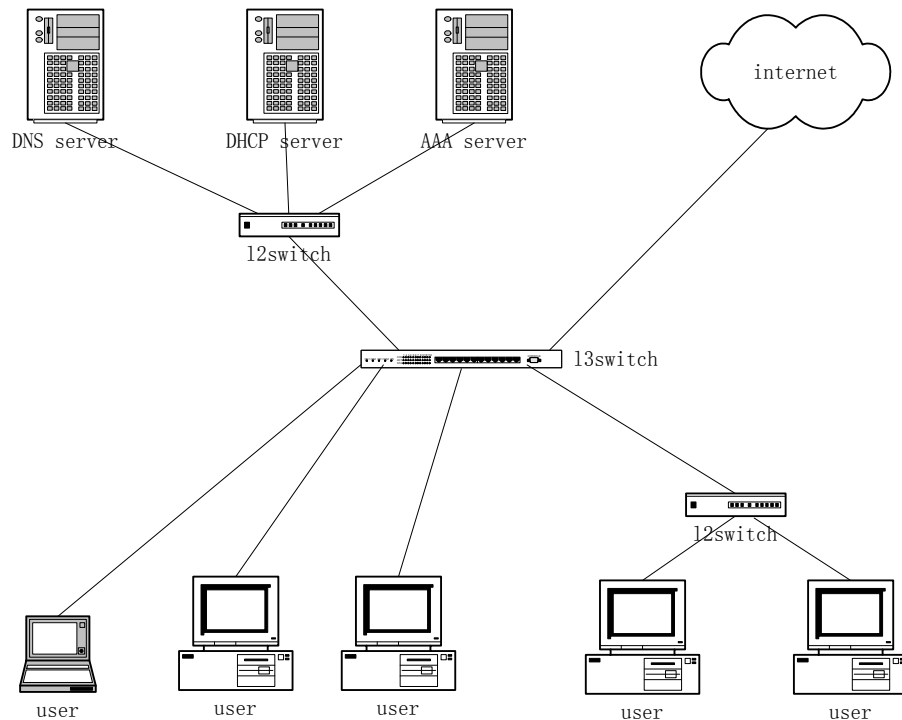 internet
DNS server
DHCP server
AAA server
l2switch
l3switch
l2switch
user
user
user
user
user